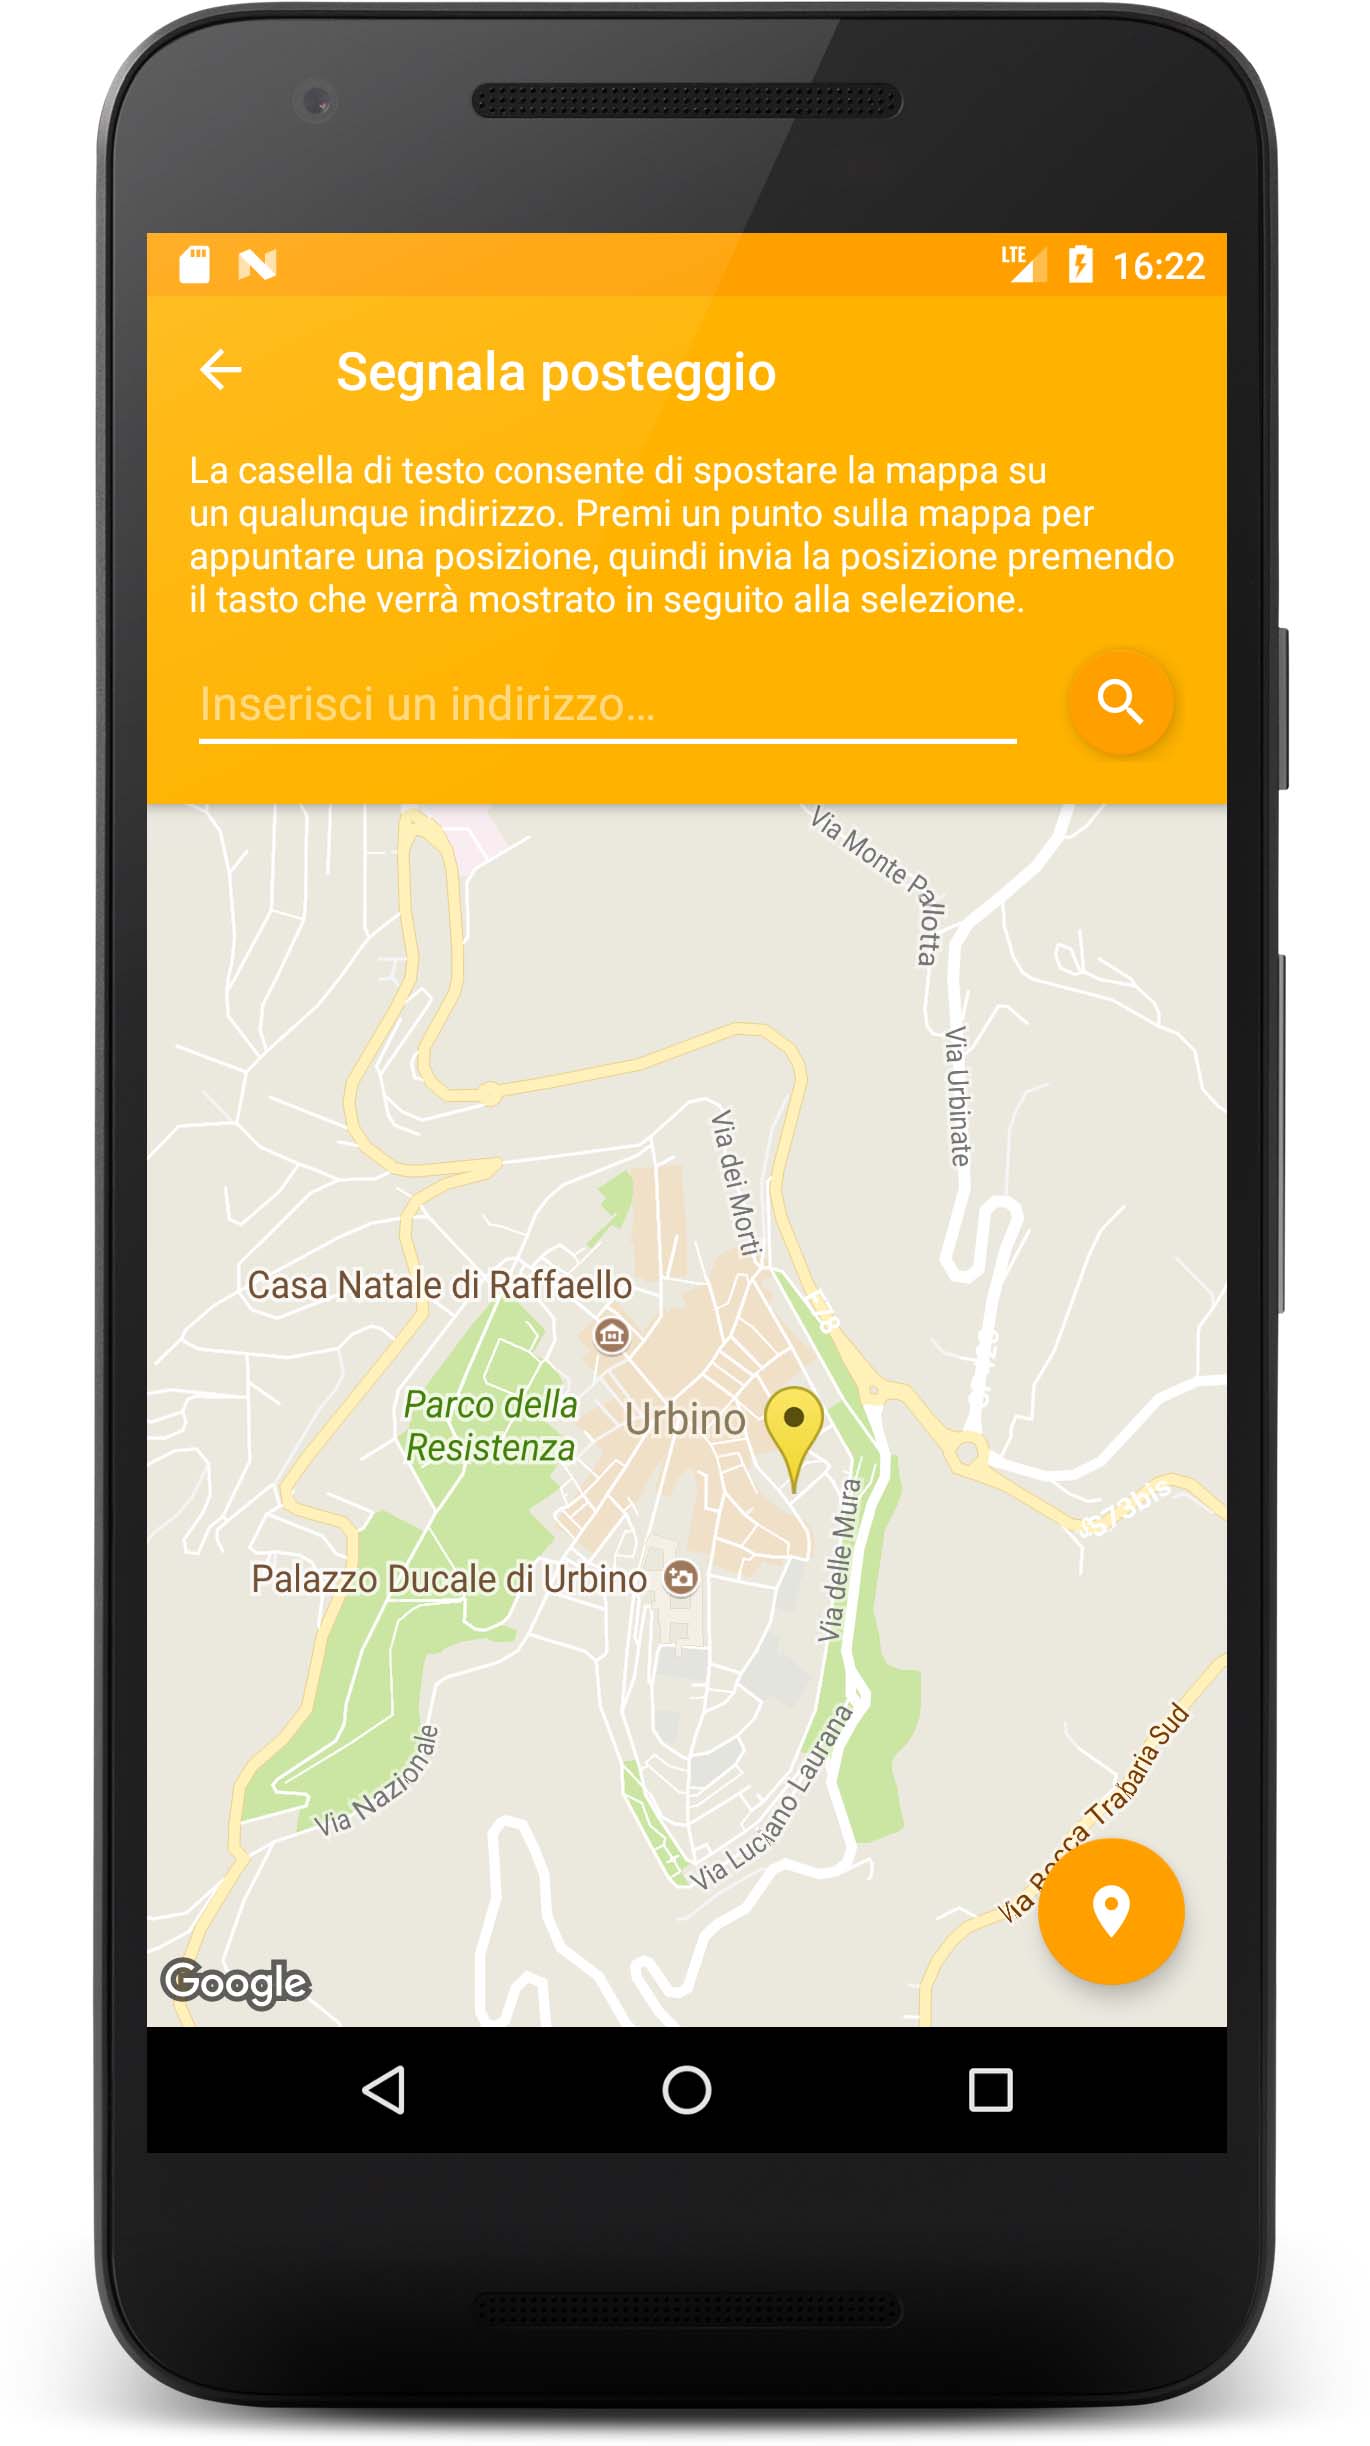 LTE 16:22
Segnala posteggio
La casella di testo consente di spostare la mappa su
un qualunque indirizzo. Premi un punto sulla mappa per
appuntare una posizione, quindi invia la posizione premendo
il tasto che verrà mostrato in seguito alla selezione.
Inserisci un indirizzo...
Via Monte Pallotta
Via Urbinate
Via dei Morti
Casa Natale di Raffaello
E78
Parco della
Resistenza
Urbino
Via delle Mura
S73bis
Palazzo Ducale di Urbino
Via Nazionale
Via Luciano Laurana
Via Bocca Trabaria Sud
Google